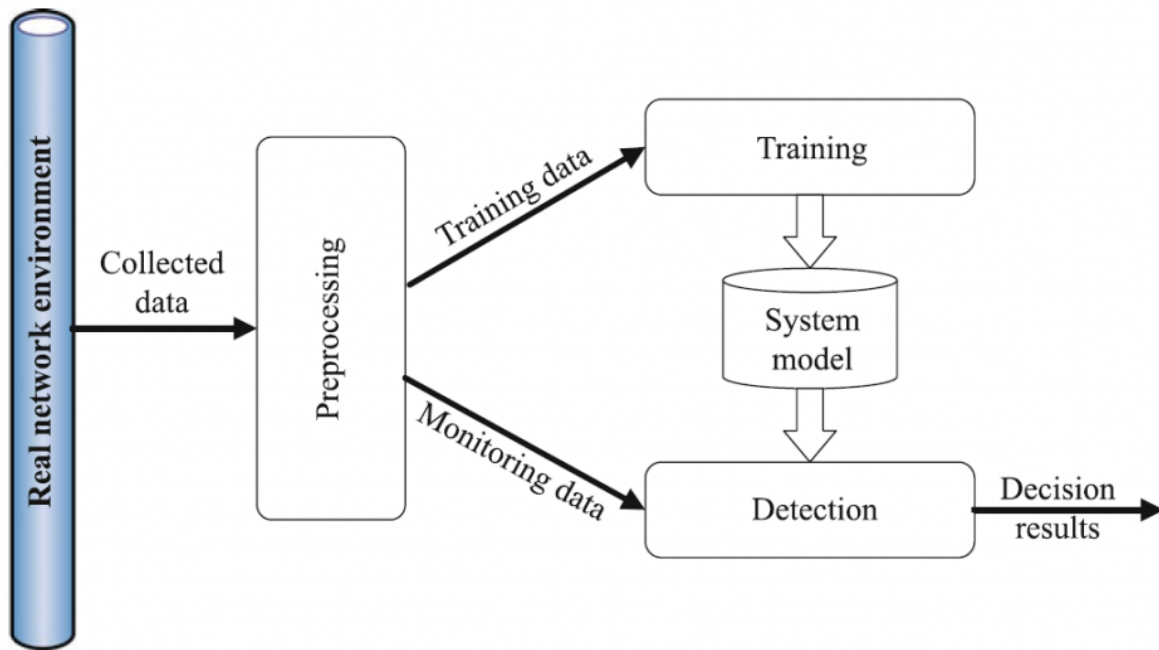 Real network environment
Collected
data
Preprocessing
Training data
Monitoring data
Training
System
model
Detection
Decision
results